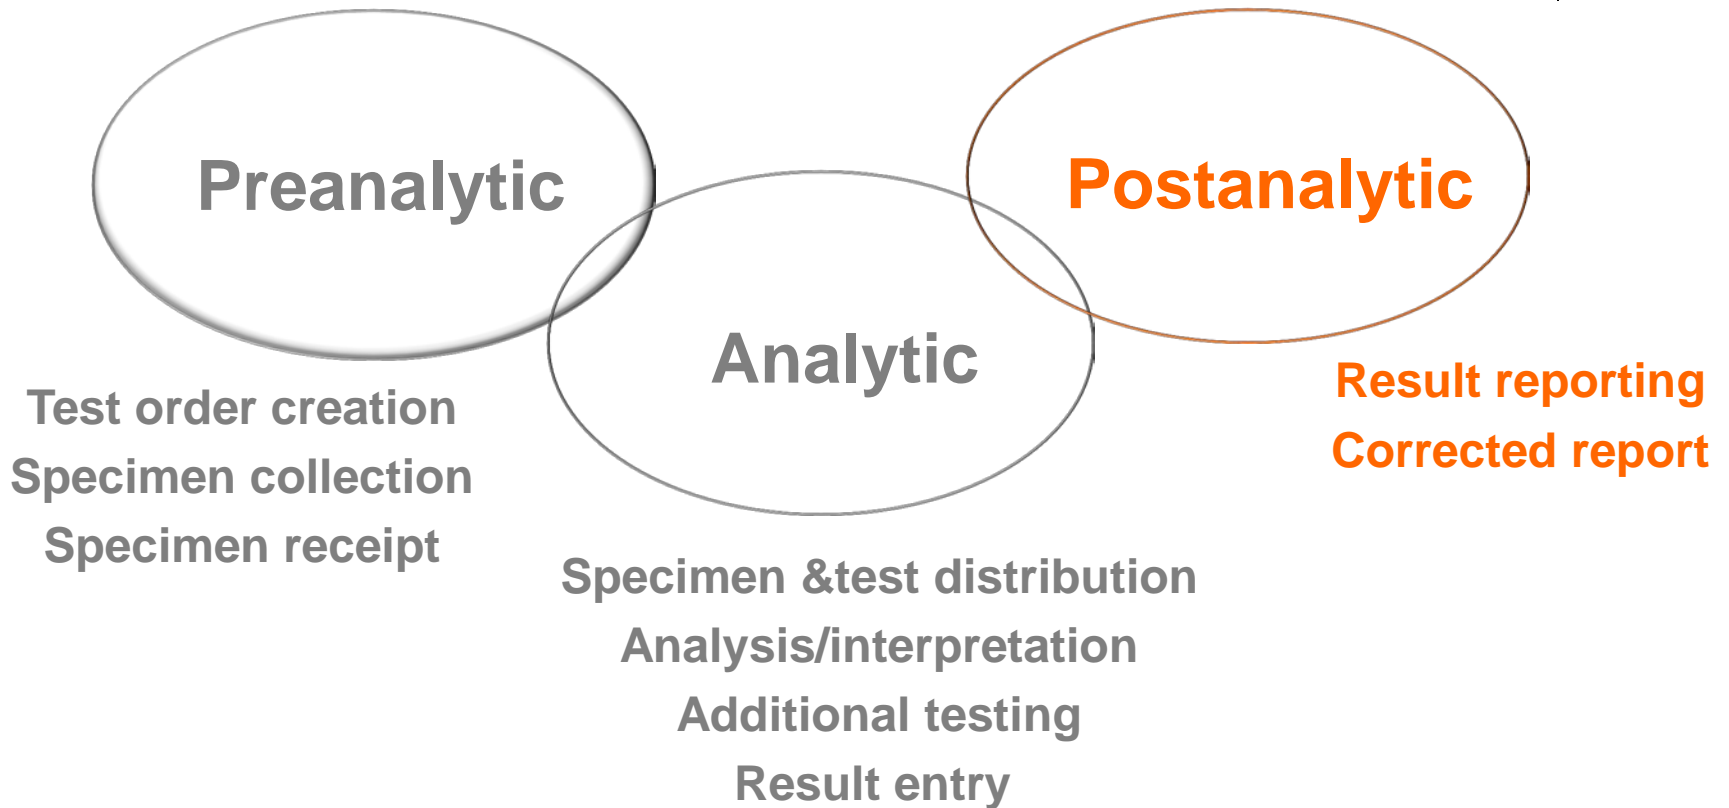 Preanalytic
Test order creation
Specimen collection
Specimen receipt
Analytic
Specimen &test distribution
Analysis/interpretation
Additional testing
Result entry
Postanalytic
Result reporting
Corrected report